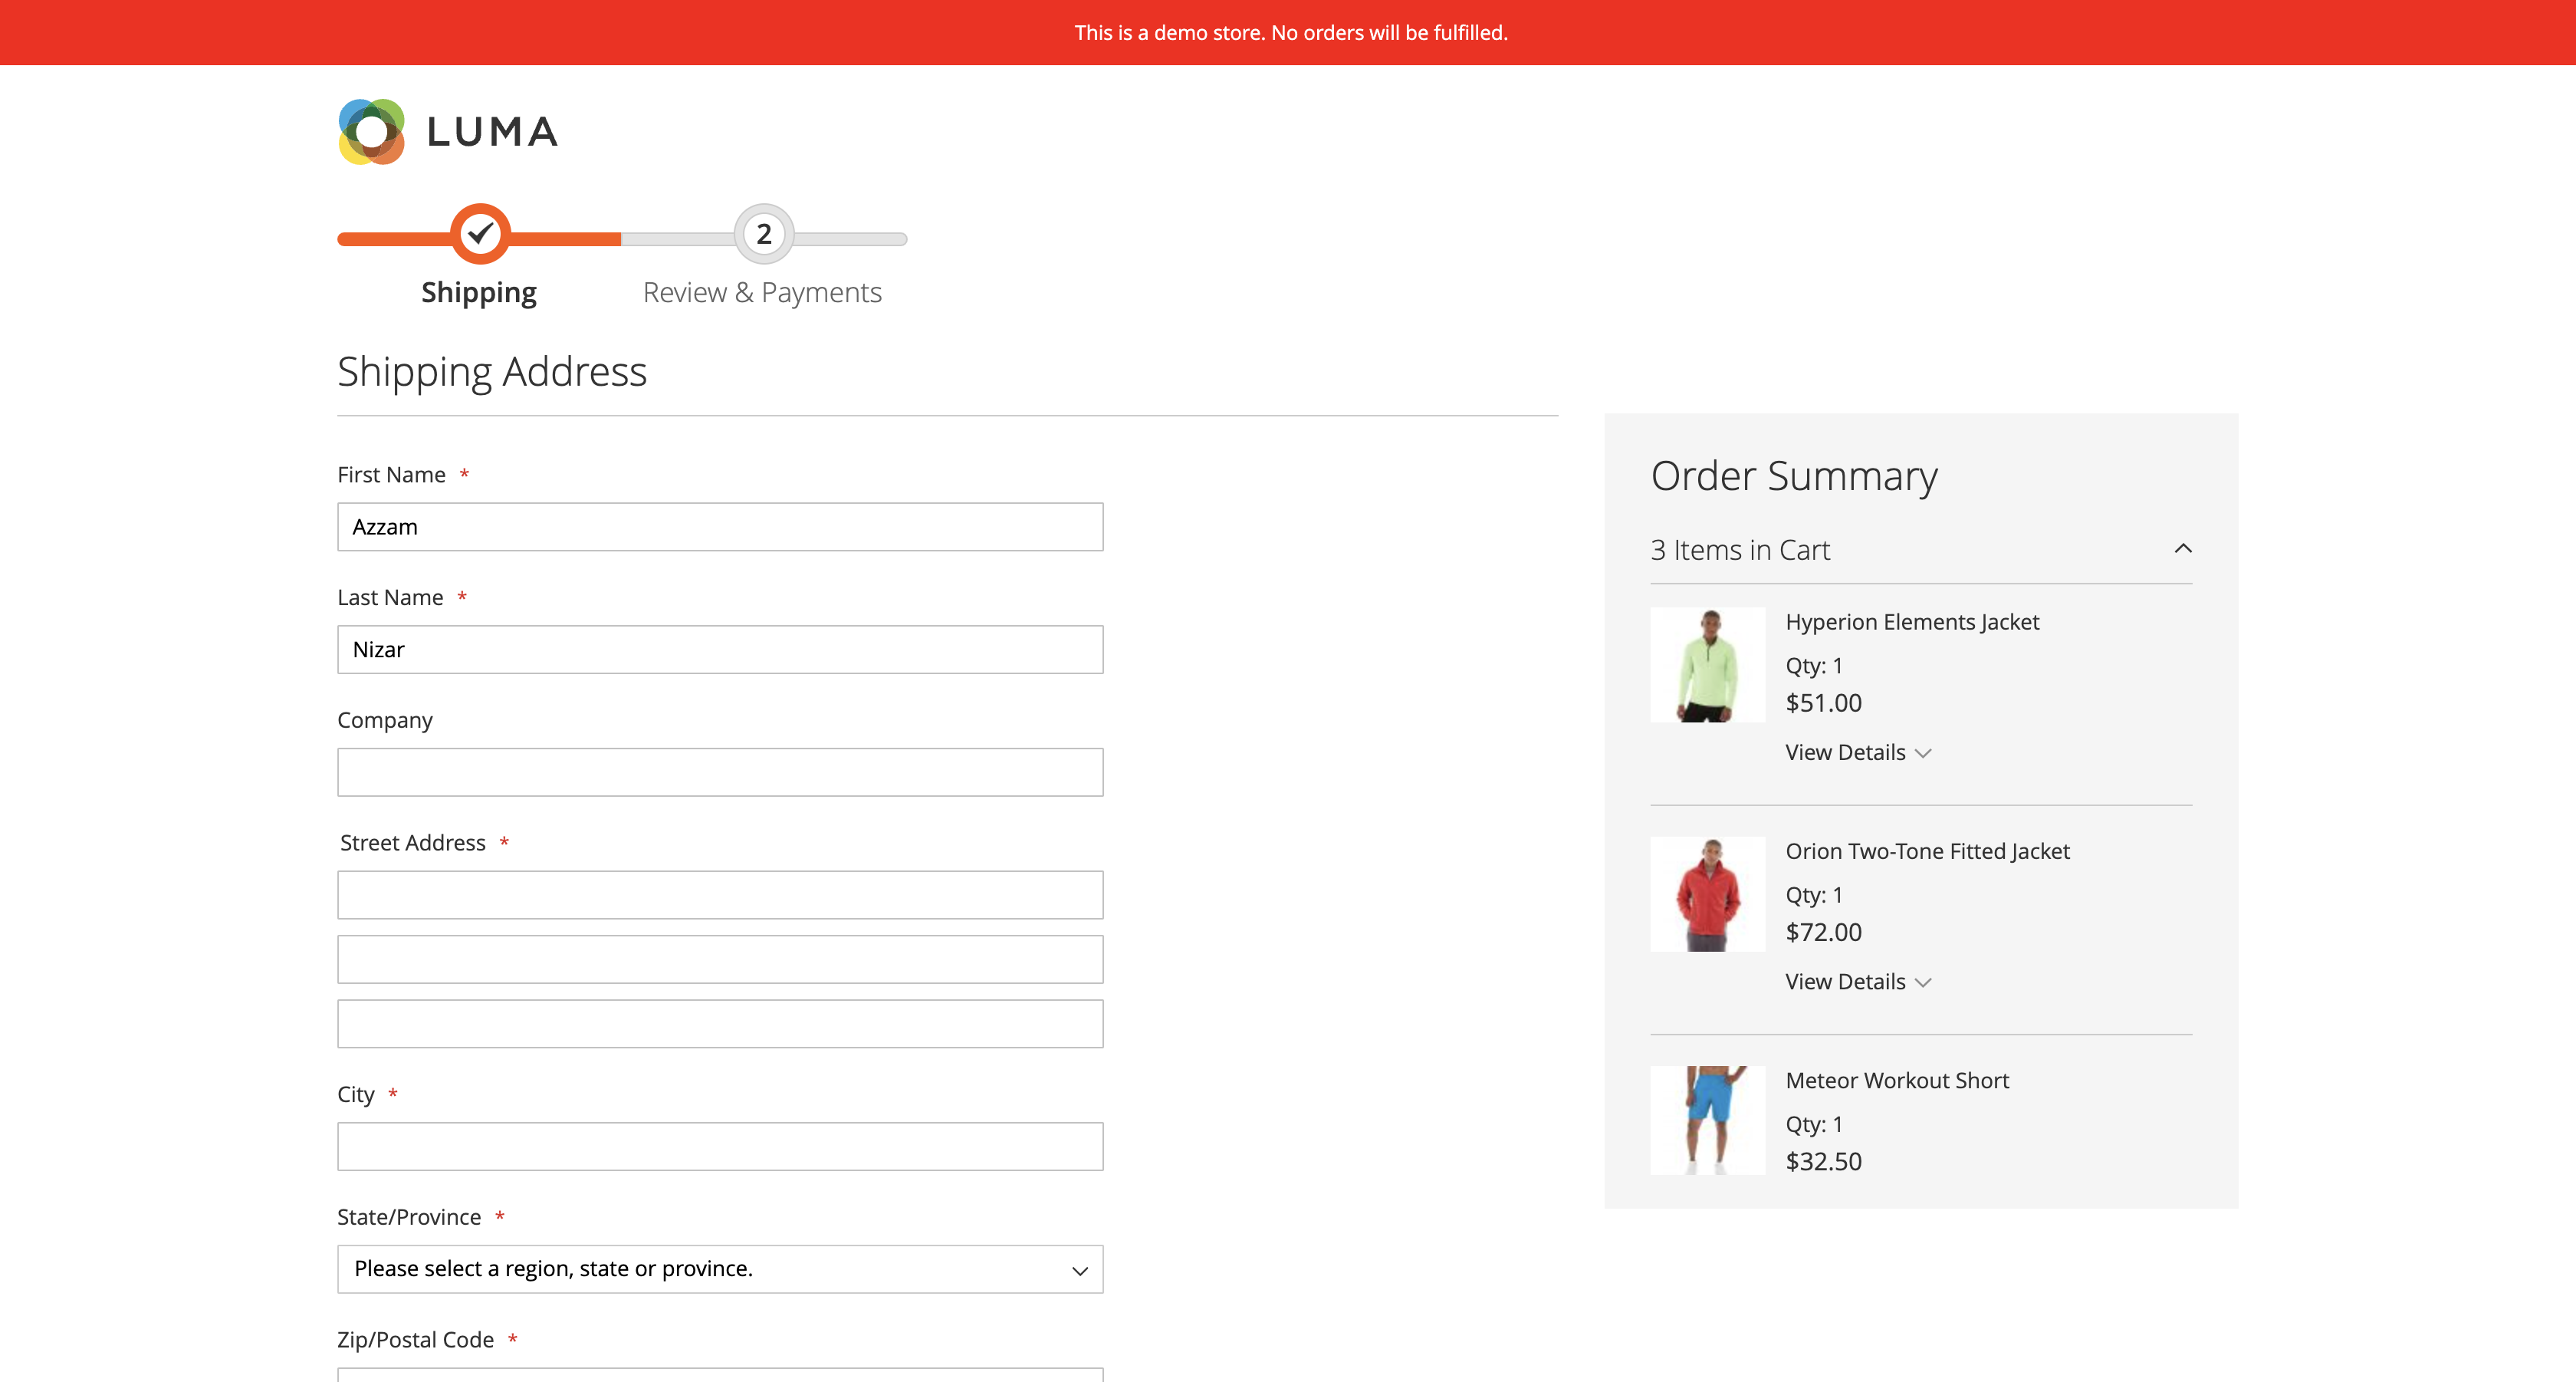 This is a demo store. No orders will be fulfilled.
LUMA
2
Shipping
Review & Payments
Shipping Address
First Name *
Azzam
Last Name *
Nizar
Company
Street Address *
City *
State/Province *
Please select a region, state or province.
Zip/Postal Code *
Order Summary
3 Items in Cart
Hyperion Elements Jacket
Qty: 1
$51.00
View Details
Orion Two-Tone Fitted Jacket
Qty: 1
$72.00
View Details
Meteor Workout Short
Qty: 1
$32.50